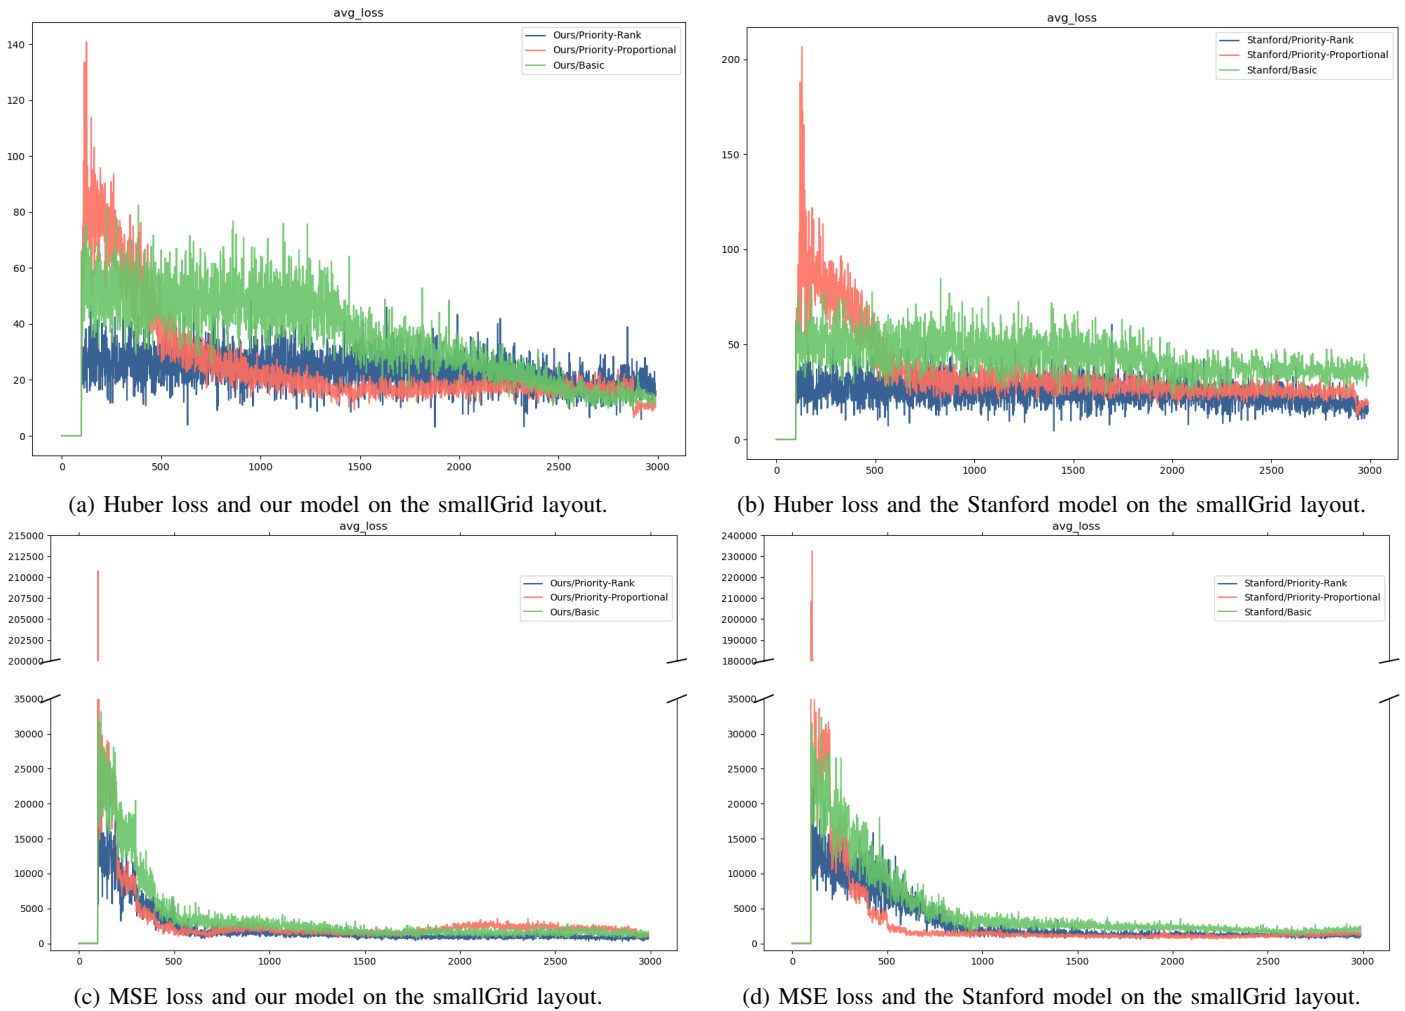 avg_loss
140
120
100
80
60
40
20
0
Ours/Priority-Rank
Ours/Priority-Proportional
Ours/Basic
0 500 1000 1500 2000 2500 3000
(a) Huber loss and our model on the smallGrid layout.
avg_loss
200
150
100
50
0
Stanford/Priority-Rank
Stanford/Priority-Proportional
Stanford/Basic
0 500 1000 1500 2000 2500 3000
(b) Huber loss and the Stanford model on the smallGrid layout.
avg_loss
215000
212500
210000
207500
205000
202500
200000
35000
30000
25000
20000
15000
10000
5000
0
Ours/Priority-Rank
Ours/Priority-Proportional
Ours/Basic
0 500 1000 1500 2000 2500 3000
(c) MSE loss and our model on the smallGrid layout.
avg_loss
240000
230000
220000
210000
200000
190000
180000
35000
30000
25000
20000
15000
10000
5000
0
Stanford/Priority-Rank
Stanford/Priority-Proportional
Stanford/Basic
0 500 1000 1500 2000 2500 3000
(d) MSE loss and the Stanford model on the smallGrid layout.